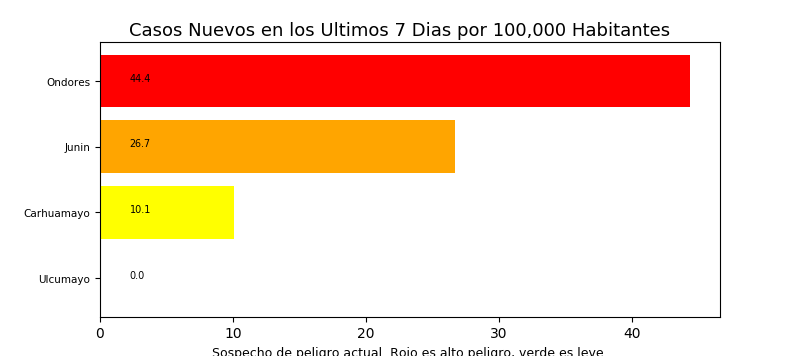 Casos Nuevos en los Ultimos 7 Dias por 100,000 Habitantes
Ondores
44.4
Junin
26.7
Carhuamayo
10.1
Ulcumayo
0.0
0 10 20 30 40
Sospecho de peligro actual. Rojo es alto peligro, verde es leve